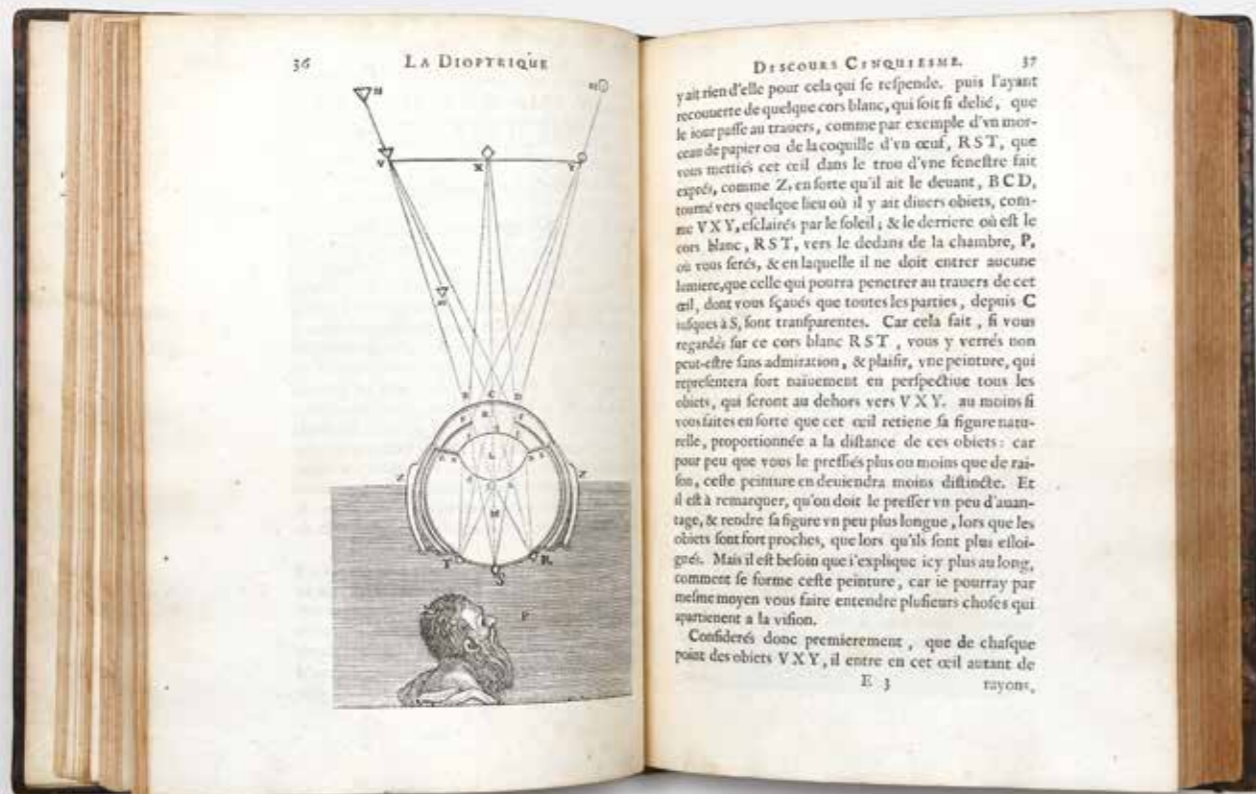 36
LA DIOPTRIQUE
V
X
Y
B C D
L
Z
Z
M
T
R
S
P
DISCOURS CINQUIESME.
37
y ait rien d'elle pour cela qui se respende. puis l'ayant
recouuerte de quelque cors blanc, qui soit si delié, que
le iour passe au trauers, comme par exemple d'vn mor-
ceau de papier ou de la coquille d'vn œuf, RST, que
vous mettiés cet œil dans le trou d'vne fenestre fait
exprés, comme Z, en sorte qu'il ait le deuant, BCD,
tourné vers quelque lieu où il y ait diuers obiets, com-
me VXY, esclairés par le soleil; & le derriere où est le
cors blanc, RST, vers le dedans de la chambre, P,
où vous serés, & en laquelle il ne doit entrer aucune
lumiere, que celle qui pourra penetrer au trauers de cet
œil, dont vous sçaués que toutes les parties, depuis C
iusques à S, sont transparentes. Car cela fait, si vous
regardés sur ce cors blanc RST, vous y verrés non
peut-estre sans admiration, & plaisir, vne peinture, qui
representera fort naïuement en perspectiue tous les
obiets, qui seront au dehors vers VXY. au moins si
vous faites en sorte que cet œil retiene sa figure natu-
relle, proportionnée a la distance de ces obiets: car
pour peu que vous le pressiés plus ou moins que de rai-
son, ceste peinture en deuiendra moins distincte. Et
il est à remarquer, qu'on doit le presser vn peu d'auan-
tage, & rendre sa figure vn peu plus longue, lors que les
obiets sont fort proches, que lors qu'ils sont plus esloi-
gnés. Mais il est besoin que i'explique icy plus au long,
comment se forme ceste peinture, car ie pourray par
mesme moyen vous faire entendre plusieurs choses qui
apartienent a la vision.
Considerés donc premierement, que de chasque
point des obiets VXY, il entre en cet œil autant de
E 3
rayons,